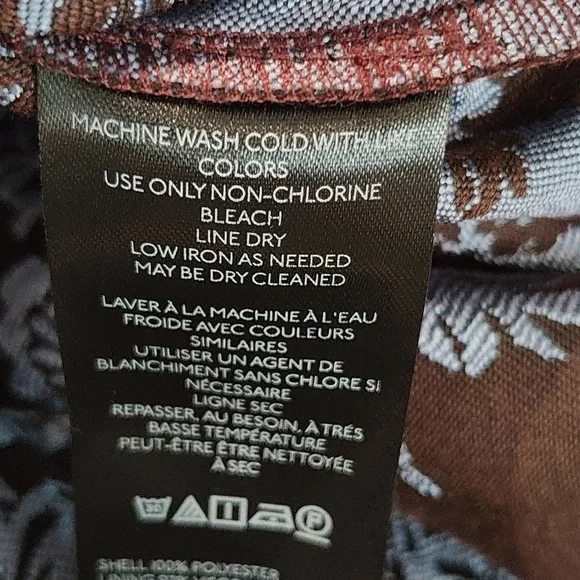 MACHINE WASH COLD WITH LIKE
COLORS
USE ONLY NON-CHLORINE
BLEACH
LINE DRY
LOW IRON AS NEEDED
MAY BE DRY CLEANED
LAVER À LA MACHINE À L'EAU
FROIDE AVEC COULEURS
SIMILAIRES
UTILISER UN AGENT DE
BLANCHIMENT SANS CHLORE SI
NÉCESSAIRE
LIGNE SEC
REPASSER, AU BESOIN, À TRÉS
BASSE TEMPÉRATURE
PEUT-ÊTRE ÊTRE NETTOYÉE
À SEC
SHELL 100% POLYESTER
LINING